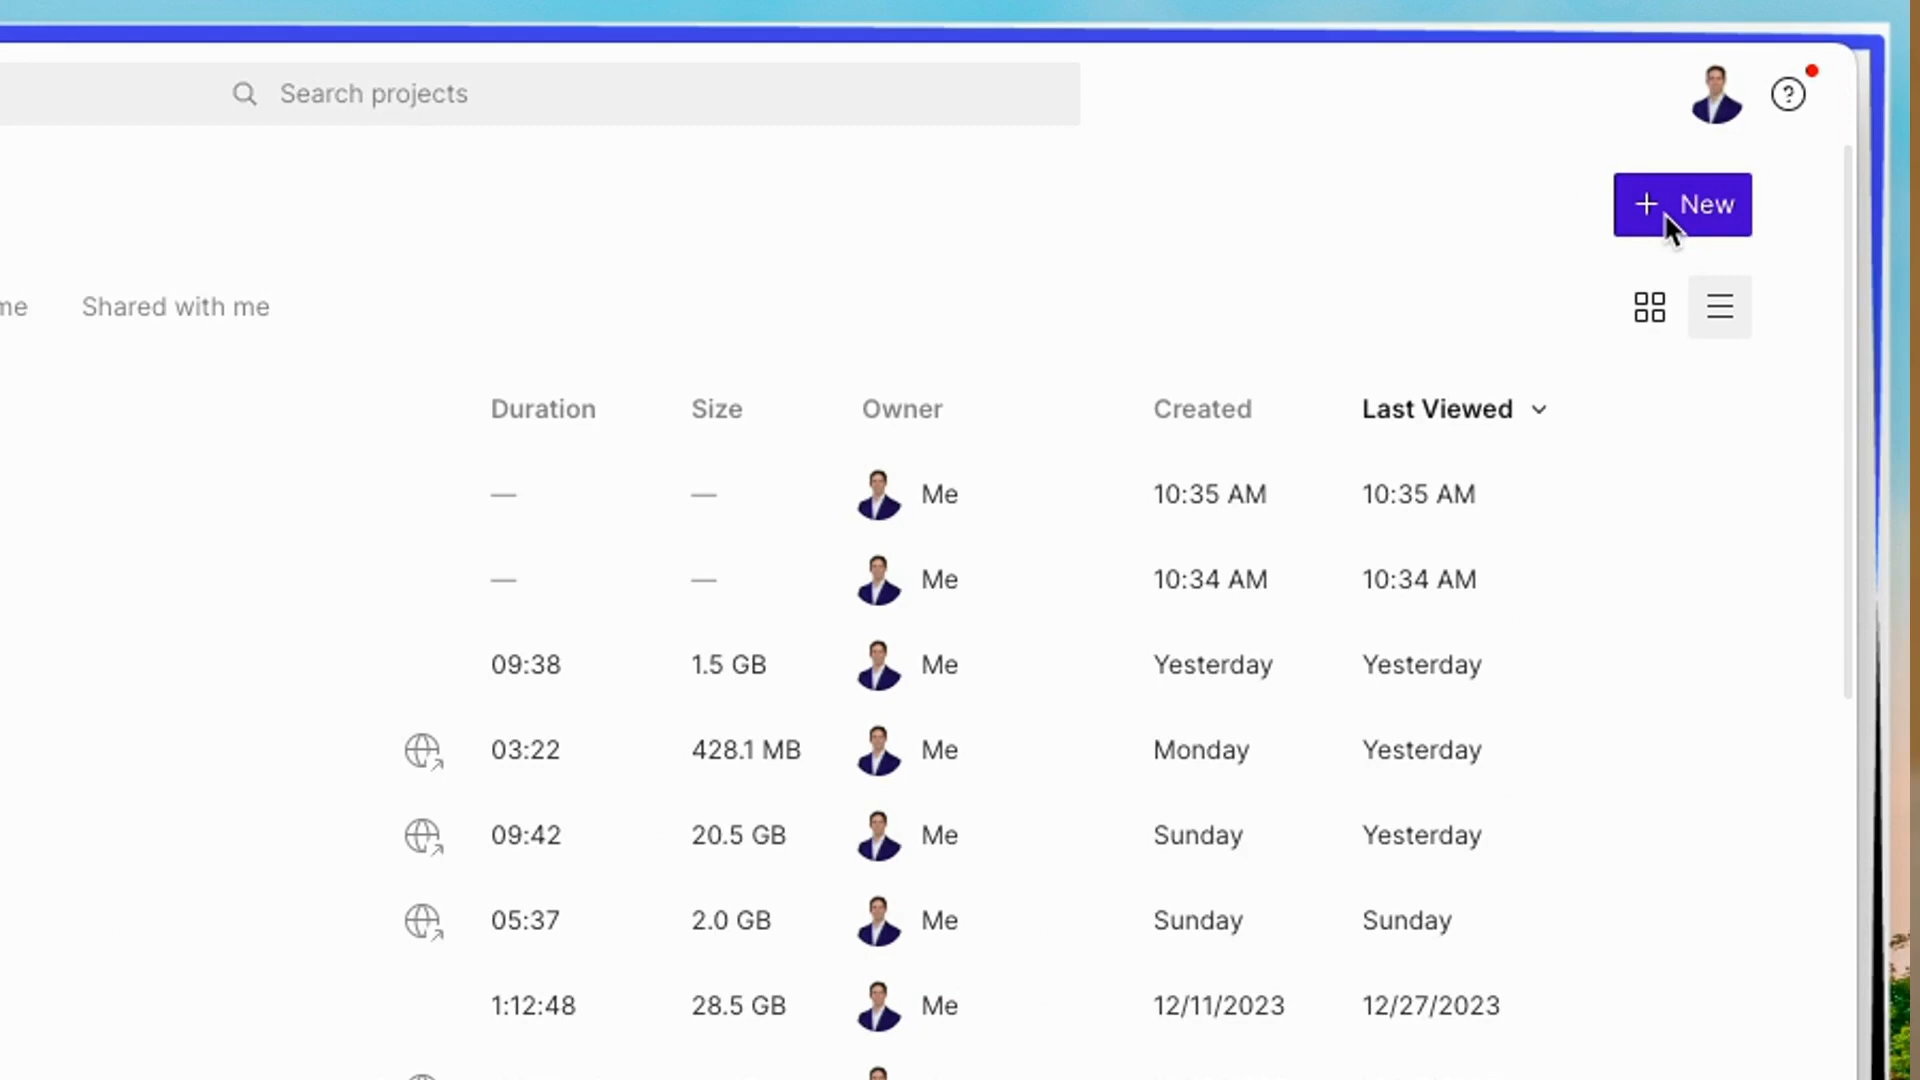 Search projects
?
+ New
me Shared with me
Duration Size Owner Created Last Viewed
— — Me 10:35 AM 10:35 AM
— — Me 10:34 AM 10:34 AM
09:38 1.5 GB Me Yesterday Yesterday
03:22 428.1 MB Me Monday Yesterday
09:42 20.5 GB Me Sunday Yesterday
05:37 2.0 GB Me Sunday Sunday
1:12:48 28.5 GB Me 12/11/2023 12/27/2023